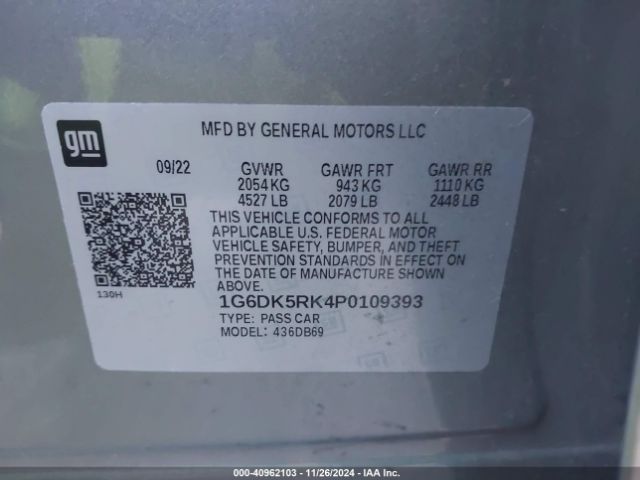 gm
MFD BY GENERAL MOTORS LLC
09/22 GVWR GAWR FRT GAWR RR
2054 KG 943 KG 1110 KG
4527 LB 2079 LB 2448 LB
THIS VEHICLE CONFORMS TO ALL
APPLICABLE U.S. FEDERAL MOTOR
VEHICLE SAFETY, BUMPER, AND THEFT
PREVENTION STANDARDS IN EFFECT ON
THE DATE OF MANUFACTURE SHOWN
ABOVE.
130H
1G6DK5RK4P0109393
TYPE: PASS CAR
MODEL: 436DB69
000-40962103 - 11/26/2024 - IAA Inc.